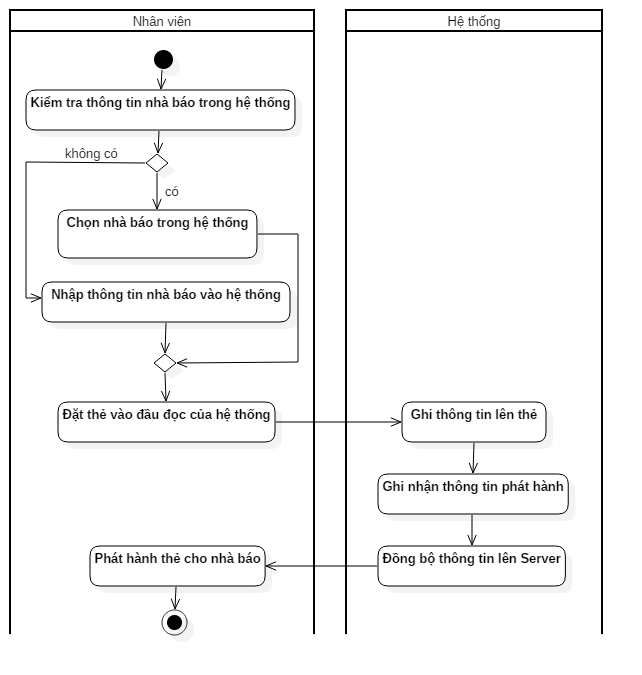 Nhân viên
Hệ thống
Kiểm tra thông tin nhà báo trong hệ thống
không có
có
Chọn nhà báo trong hệ thống
Nhập thông tin nhà báo vào hệ thống
Đặt thẻ vào đầu đọc của hệ thống
Ghi thông tin lên thẻ
Ghi nhận thông tin phát hành
Phát hành thẻ cho nhà báo
Đồng bộ thông tin lên Server